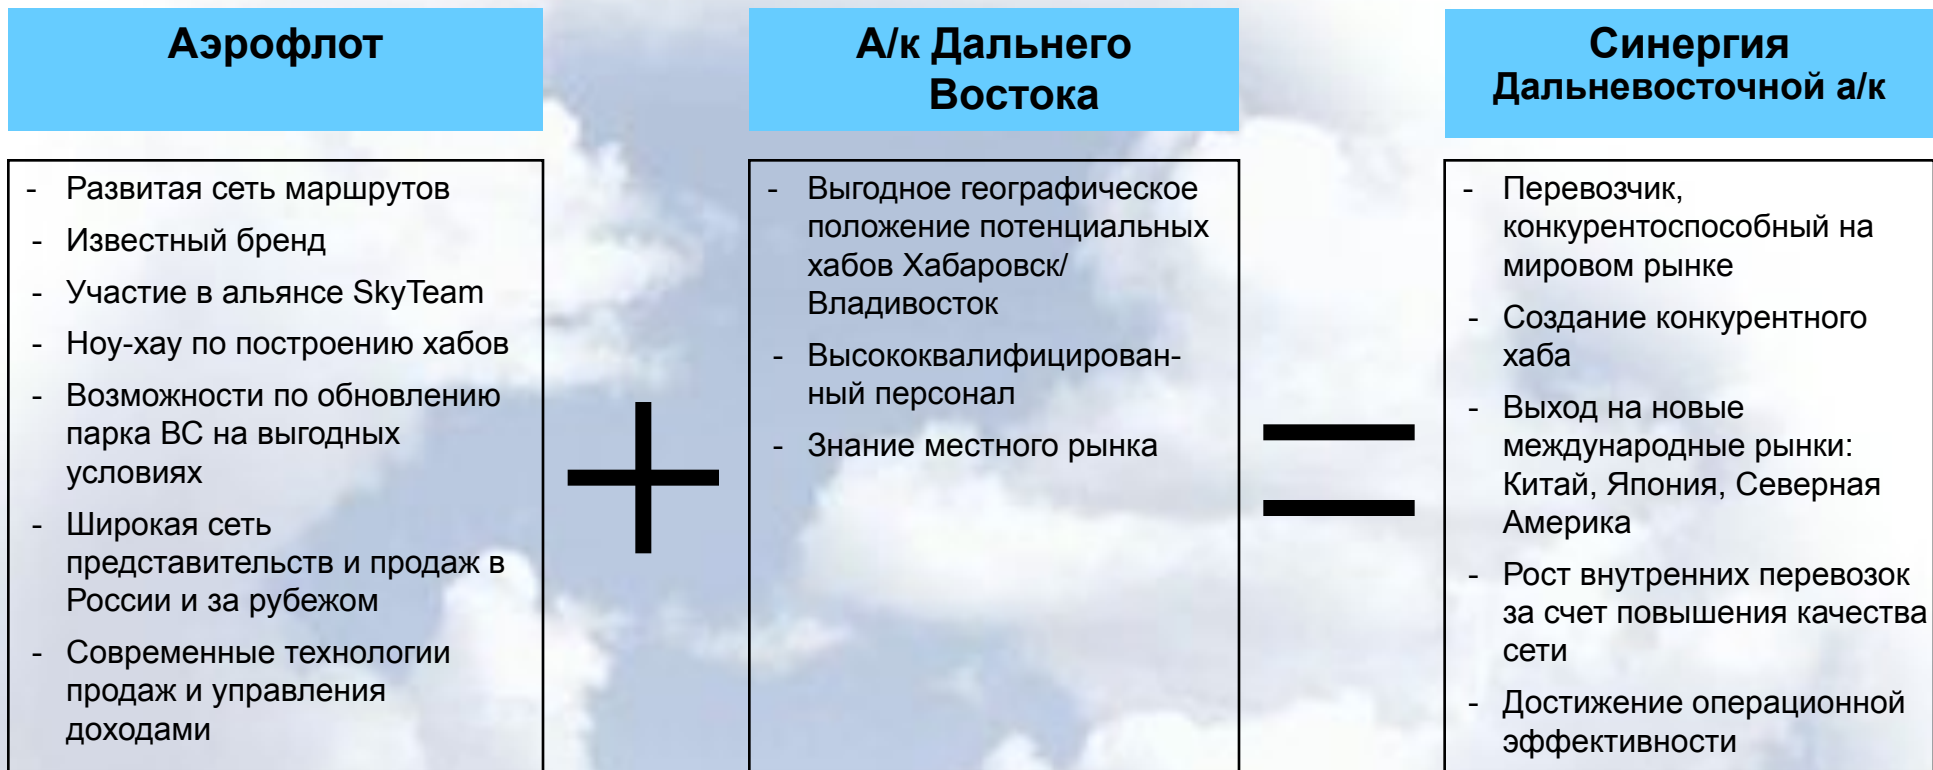 Аэрофлот
- Развитая сеть маршрутов
- Известный бренд
- Участие в альянсе SkyTeam
- Ноу-хау по построению хабов
- Возможности по обновлению
парка ВС на выгодных
условиях
- Широкая сеть
представительств и продаж в
России и за рубежом
- Современные технологии
продаж и управления
доходами
+
А/к Дальнего
Востока
- Выгодное географическое
положение потенциальных
хабов Хабаровск/
Владивосток
- Высококвалифицирован-
ный персонал
- Знание местного рынка
=
Синергия
Дальневосточной а/к
- Перевозчик,
конкурентоспособный на
мировом рынке
- Создание конкурентного
хаба
- Выход на новые
международные рынки:
Китай, Япония, Северная
Америка
- Рост внутренних перевозок
за счет повышения качества
сети
- Достижение операционной
эффективности